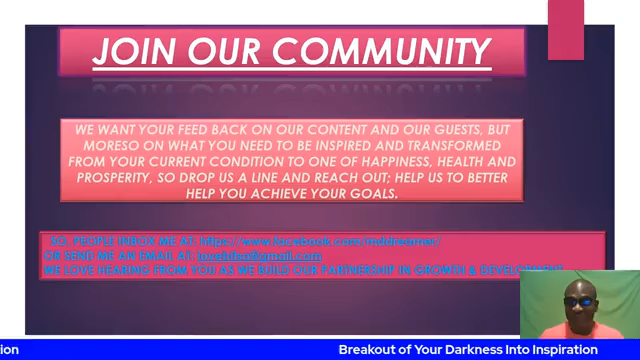 JOIN OUR COMMUNITY
WE WANT YOUR FEED BACK ON OUR CONTENT AND OUR GUESTS, BUT
MORESO ON WHAT YOU NEED TO BE INSPIRED AND TRANSFORMED
FROM YOUR CURRENT CONDITION TO ONE OF HAPPINESS, HEALTH AND
PROSPERITY, SO DROP US A LINE AND REACH OUT; HELP US TO BETTER
HELP YOU ACHIEVE YOUR GOALS.
SO, PEOPLE INBOX ME AT: https://www.facebook.com/
OR SEND ME AN EMAIL AT:
WE LOVE HEARING FROM YOU AS WE BUILD OUR PARTNERSHIP IN GROWTH & DEVELOPMENT
tion Breakout of Your Darkness Into Inspiration